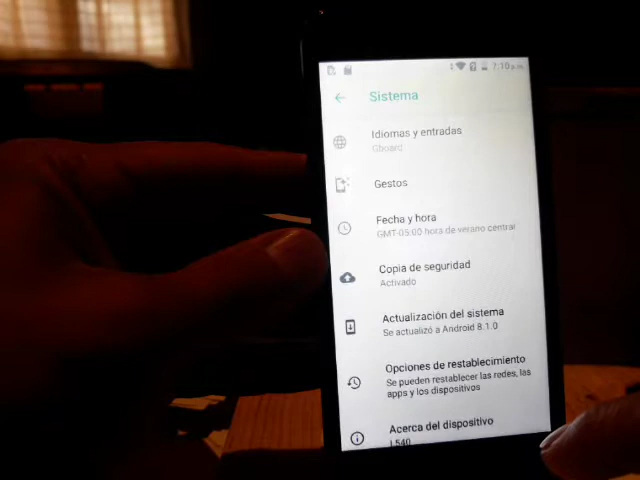 7:10 p.m.
Sistema
Idiomas y entradas
Gboard
Gestos
Fecha y hora
GMT-05:00 hora de verano central
Copia de seguridad
Activado
Actualización del sistema
Se actualizó a Android 8.1.0
Opciones de restablecimiento
Se pueden restablecer las redes, las
apps y los dispositivos
Acerca del dispositivo
L540